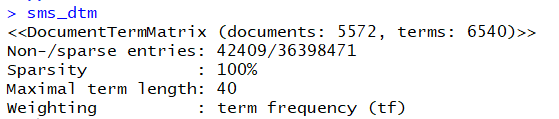 > sms_dtm
<<DocumentTermMatrix (documents: 5572, terms: 6540)>>
Non-/sparse entries: 42409/36398471
Sparsity           : 100%
Maximal term length: 40
Weighting          : term frequency (tf)